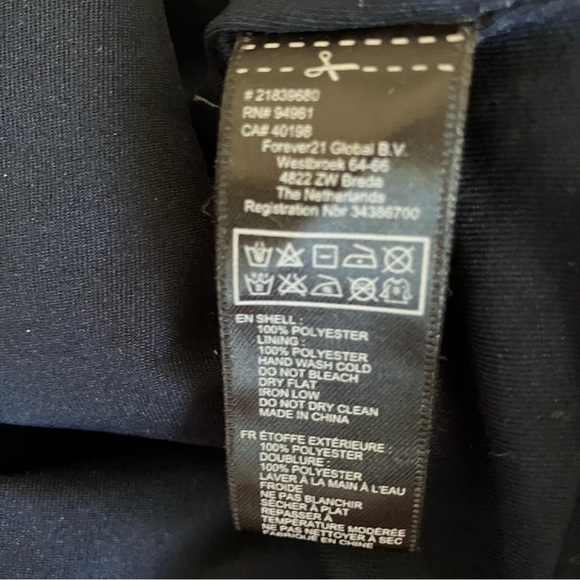 # 21839680
RN# 94961
CA# 40198
Forever21 Global B.V.
Westbroek 64-66
4822 ZW Breda
The Netherlands
Registration Nbr 34386700
EN SHELL :
100% POLYESTER
LINING :
100% POLYESTER
HAND WASH COLD
DO NOT BLEACH
DRY FLAT
IRON LOW
DO NOT DRY CLEAN
MADE IN CHINA
FR ÉTOFFE EXTÉRIEURE :
100% POLYESTER
DOUBLURE :
100% POLYESTER
LAVER À LA MAIN À L'EAU
FROIDE
NE PAS BLANCHIR
SÉCHER À PLAT
REPASSER À
TEMPÉRATURE MODÉRÉE
NE PAS NETTOYER À SEC
FABRIQUÉ EN CHINE